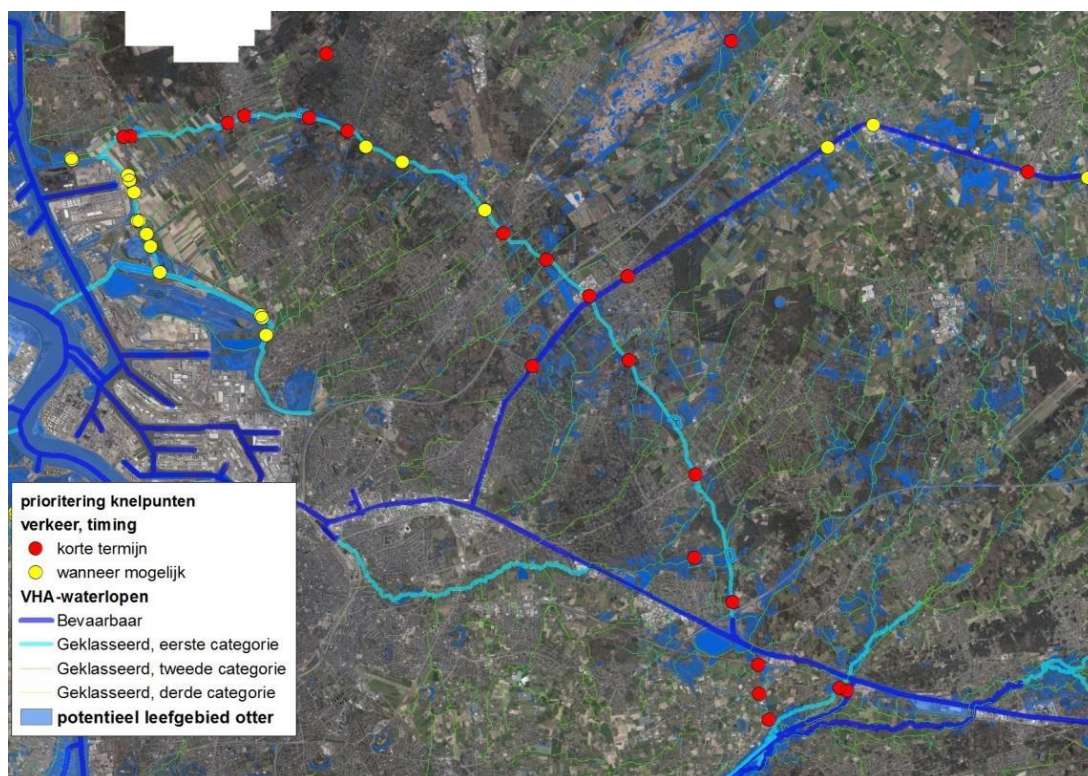 prioritering knelpunten
verkeer, timing
korte termijn
wanneer mogelijk
VHA-waterlopen
Bevaarbaar
Geklasseerd, eerste categorie
Geklasseerd, tweede categorie
Geklasseerd, derde categorie
potentieel leefgebied otter